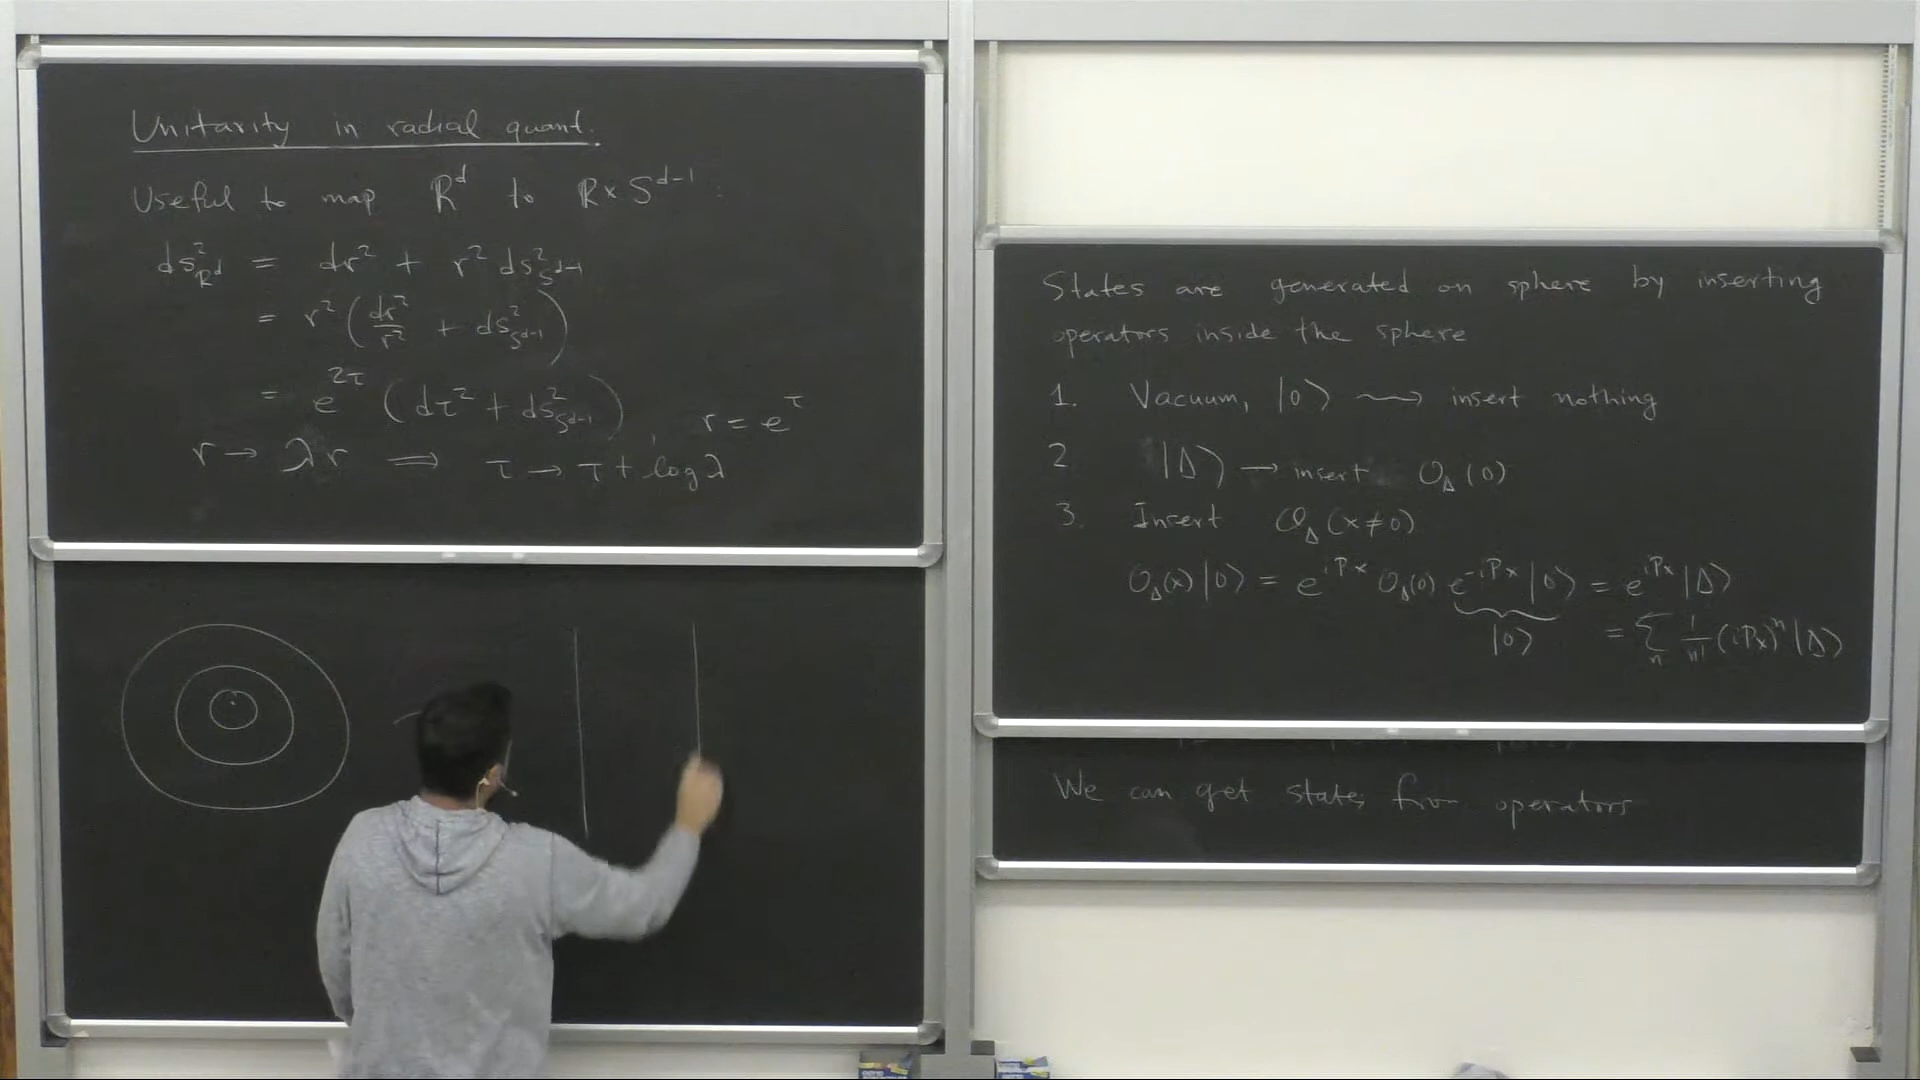 Unitarity in radial quant.
Useful to map R^d to R×S^{d-1} :
ds²_{R^d} = dr² + r² ds²_{S^{d-1}}
= r² (dr²/r² + ds²_{S^{d-1}})
= e^{2τ} (dτ² + ds²_{S^{d-1}}), r = e^τ
r → λr ⟹ τ → τ + log λ
States are generated on sphere by inserting
operators inside the sphere
1. Vacuum, |0⟩ ⇝ insert nothing
2 |Δ⟩ → insert O_Δ(0)
3. Insert O_Δ(x≠0)
O_Δ(x)|0⟩ = e^{iPx} O_Δ(0) e^{-iPx}|0⟩ = e^{iPx}|Δ⟩
|0⟩ = Σ_n 1/n! (iPx)^n |Δ⟩
We can get states from operators